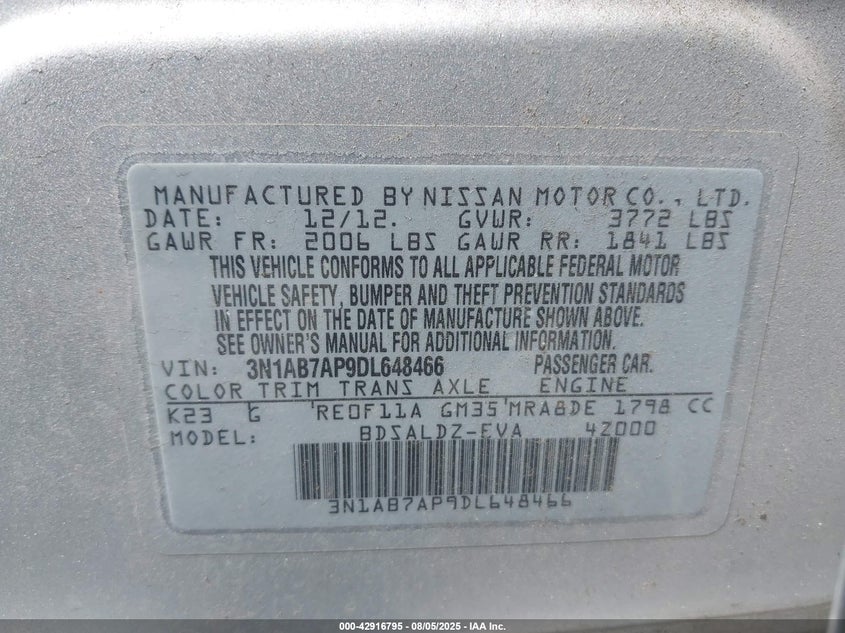 MANUFACTURED BY NISSAN MOTOR CO., LTD.
DATE: 12/12. GVWR: 3772 LBS
GAWR FR: 2006 LBS GAWR RR: 1841 LBS
THIS VEHICLE CONFORMS TO ALL APPLICABLE FEDERAL MOTOR
VEHICLE SAFETY, BUMPER AND THEFT PREVENTION STANDARDS
IN EFFECT ON THE DATE OF MANUFACTURE SHOWN ABOVE.
SEE OWNER'S MANUAL FOR ADDITIONAL INFORMATION.
VIN: 3N1AB7AP9DL648466 PASSENGER CAR.
COLOR TRIM TRANS AXLE ENGINE
K23 G RE0F11A GM35 MRA8DE 1798 CC
MODEL: BDSALDZ-EVA 4Z000
3N1AB7AP9DL648466
000-42916795 - 08/05/2025 - IAA Inc.